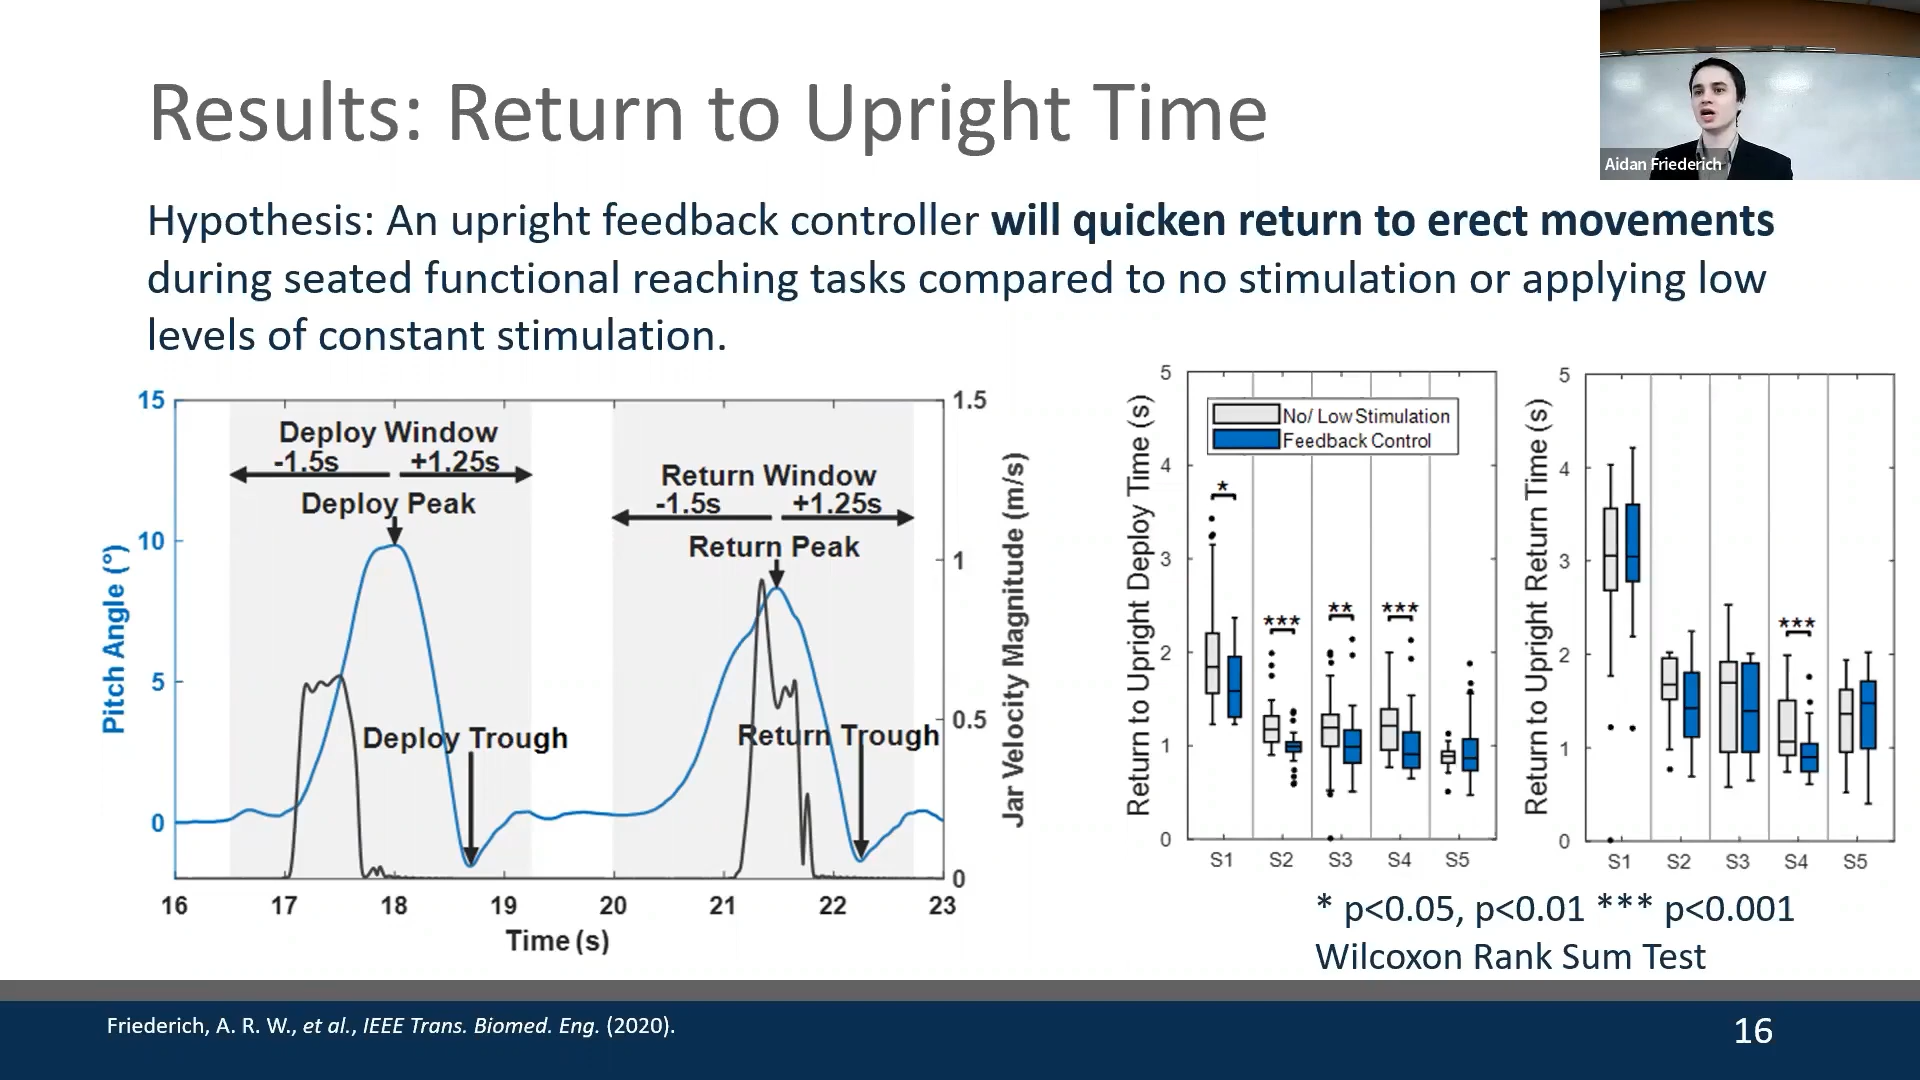 Results: Return to Upright Time
Aidan Friederich
Hypothesis: An upright feedback controller will quicken return to erect movements
during seated functional reaching tasks compared to no stimulation or applying low
levels of constant stimulation.
15
10
5
0
Pitch Angle (°)
Deploy Window
-1.5s +1.25s
Deploy Peak
Deploy Trough
Return Window
-1.5s +1.25s
Return Peak
Return Trough
1.5
1
0.5
0
Jar Velocity Magnitude (m/s)
16 17 18 19 20 21 22 23
Time (s)
Return to Upright Deploy Time (s)
5
4
3
2
1
0
No/ Low Stimulation
Feedback Control
*
*** ** ***
S1 S2 S3 S4 S5
Return to Upright Return Time (s)
5
4
3
2
1
0
***
S1 S2 S3 S4 S5
* p<0.05, p<0.01 *** p<0.001
Wilcoxon Rank Sum Test
Friederich, A. R. W., et al., IEEE Trans. Biomed. Eng. (2020).
16